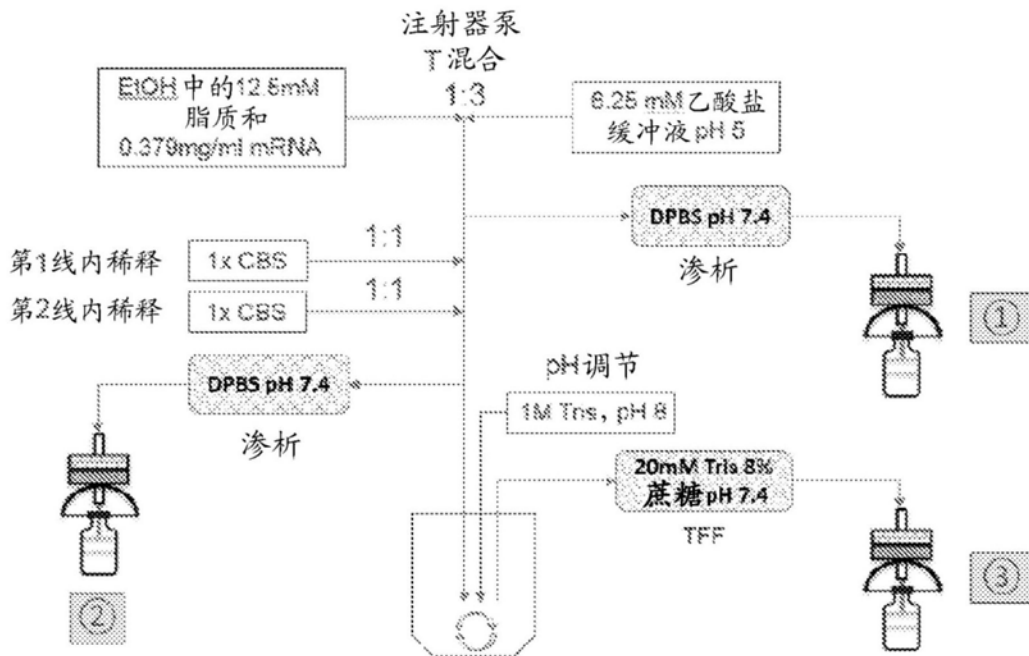 注射器泵
T混合
1:3
EtOH中的12.5mM
脂质和
0.379mg/ml mRNA
6.25 mM乙酸盐
缓冲液 pH 5
DPBS pH 7.4
渗析
①
第1线内稀释
1x CBS
1:1
第2线内稀释
1x CBS
1:1
DPBS pH 7.4
渗析
②
pH调节
1M Tris, pH 8
20mM Tris 8%
蔗糖 pH 7.4
TFF
③